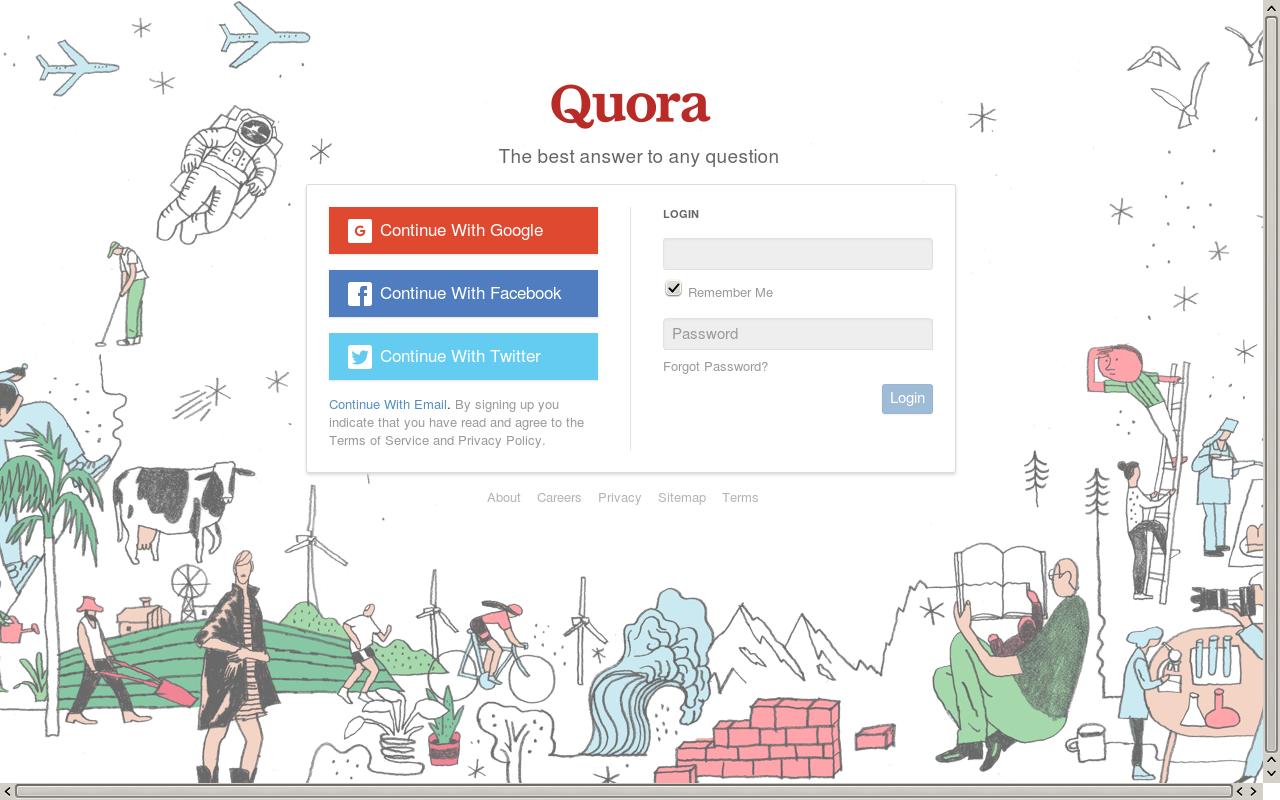 Quora
The best answer to any question
Continue With Google
Continue With Facebook
Continue With Twitter
Continue With Email. By signing up you
indicate that you have read and agree to the
Terms of Service and Privacy Policy.
LOGIN
Remember Me
Password
Forgot Password?
Login
About Careers Privacy Sitemap Terms